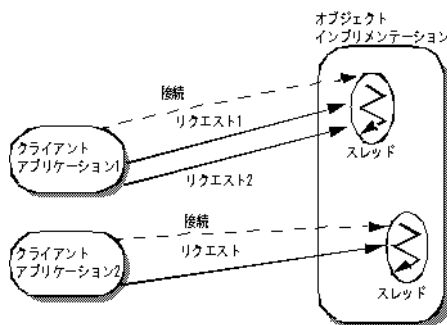 オブジェクト
インプリメンテーション
接続
リクエスト1
クライアント
アプリケーション1
スレッド
リクエスト2
接続
リクエスト
クライアント
アプリケーション2
スレッド